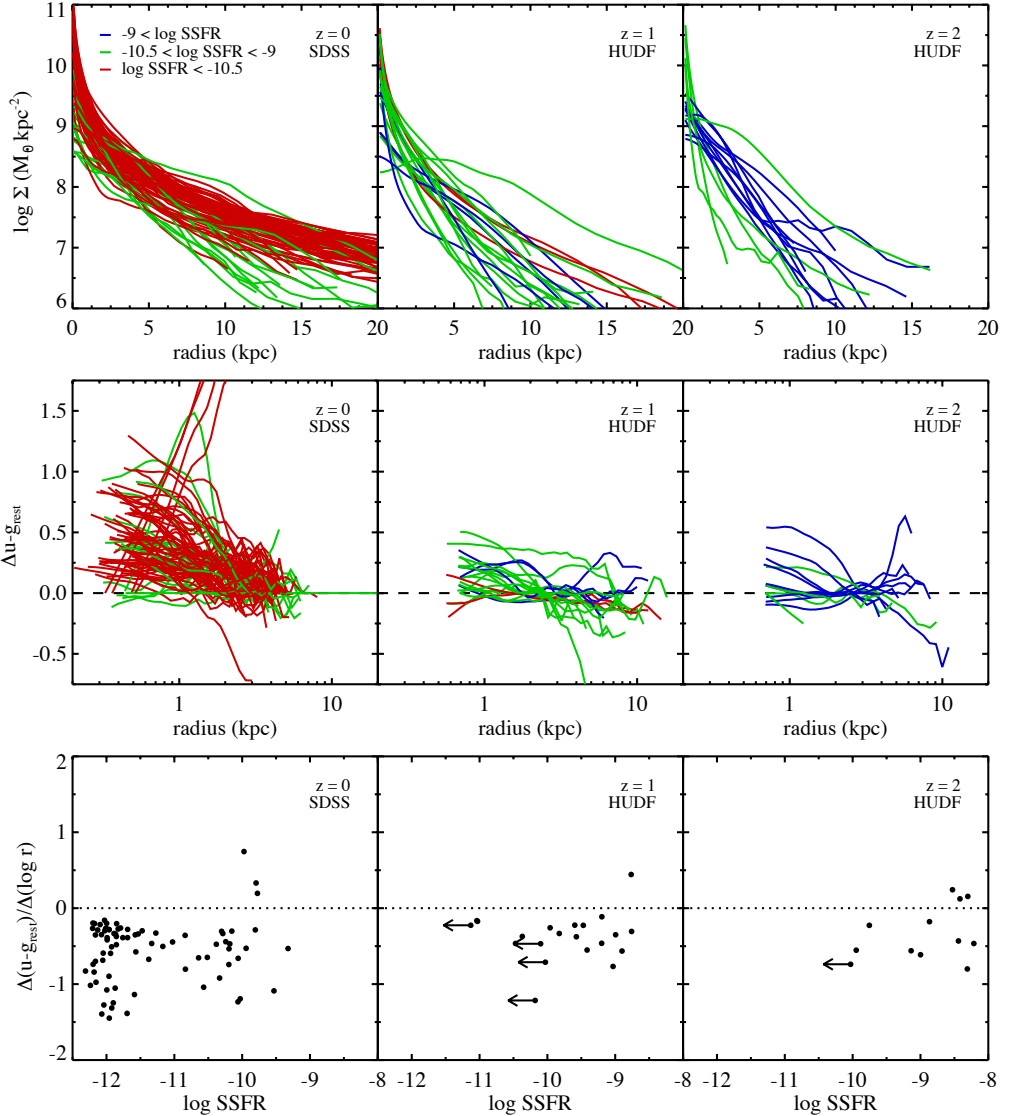 11
10
9
8
7
6
log Σ (M⊙ kpc⁻²)
-9 < log SSFR
-10.5 < log SSFR < -9
log SSFR < -10.5
z = 0
SDSS
z = 1
HUDF
z = 2
HUDF
0 5 10 15 20
5 10 15 20
5 10 15 20
radius (kpc)
radius (kpc)
radius (kpc)
1.5
1.0
0.5
0.0
-0.5
Δu-g_rest
z = 0
SDSS
z = 1
HUDF
z = 2
HUDF
1 10
1 10
1 10
radius (kpc)
radius (kpc)
radius (kpc)
2
1
0
-1
-2
Δ(u-g_rest)/Δ(log r)
z = 0
SDSS
z = 1
HUDF
z = 2
HUDF
-12 -11 -10 -9 -8
-12 -11 -10 -9 -8
-12 -11 -10 -9 -8
log SSFR
log SSFR
log SSFR